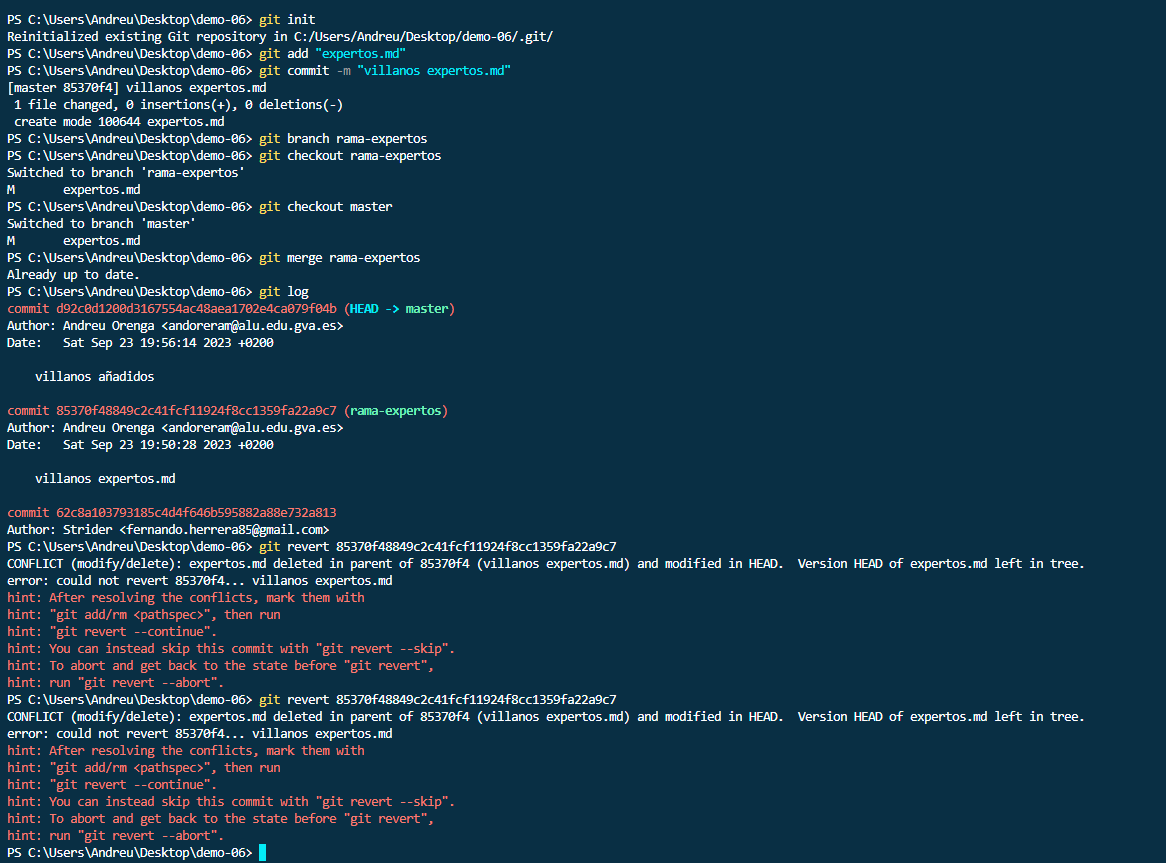 PS C:\Users\Andreu\Desktop\demo-06> git init
Reinitialized existing Git repository in C:/Users/Andreu/Desktop/demo-06/.git/
PS C:\Users\Andreu\Desktop\demo-06> git add "expertos.md"
PS C:\Users\Andreu\Desktop\demo-06> git commit -m "villanos expertos.md"
[master 85370f4] villanos expertos.md
 1 file changed, 0 insertions(+), 0 deletions(-)
 create mode 100644 expertos.md
PS C:\Users\Andreu\Desktop\demo-06> git branch rama-expertos
PS C:\Users\Andreu\Desktop\demo-06> git checkout rama-expertos
Switched to branch 'rama-expertos'
M       expertos.md
PS C:\Users\Andreu\Desktop\demo-06> git checkout master
Switched to branch 'master'
M       expertos.md
PS C:\Users\Andreu\Desktop\demo-06> git merge rama-expertos
Already up to date.
PS C:\Users\Andreu\Desktop\demo-06> git log
commit d92c0d1200d3167554ac48aea1702e4ca079f04b (HEAD -> master)
Author: Andreu Orenga <andoreram@alu.edu.gva.es>
Date:   Sat Sep 23 19:56:14 2023 +0200
    villanos añadidos
commit 85370f48849c2c41fcf11924f8cc1359fa22a9c7 (rama-expertos)
Author: Andreu Orenga <andoreram@alu.edu.gva.es>
Date:   Sat Sep 23 19:50:28 2023 +0200
    villanos expertos.md
commit 62c8a103793185c4d4f646b595882a88e732a813
Author: Strider <fernando.herrera85@gmail.com>
PS C:\Users\Andreu\Desktop\demo-06> git revert 85370f48849c2c41fcf11924f8cc1359fa22a9c7
CONFLICT (modify/delete): expertos.md deleted in parent of 85370f4 (villanos expertos.md) and modified in HEAD.  Version HEAD of expertos.md left in tree.
error: could not revert 85370f4... villanos expertos.md
hint: After resolving the conflicts, mark them with
hint: "git add/rm <pathspec>", then run
hint: "git revert --continue".
hint: You can instead skip this commit with "git revert --skip".
hint: To abort and get back to the state before "git revert",
hint: run "git revert --abort".
PS C:\Users\Andreu\Desktop\demo-06> git revert 85370f48849c2c41fcf11924f8cc1359fa22a9c7
CONFLICT (modify/delete): expertos.md deleted in parent of 85370f4 (villanos expertos.md) and modified in HEAD.  Version HEAD of expertos.md left in tree.
error: could not revert 85370f4... villanos expertos.md
hint: After resolving the conflicts, mark them with
hint: "git add/rm <pathspec>", then run
hint: "git revert --continue".
hint: You can instead skip this commit with "git revert --skip".
hint: To abort and get back to the state before "git revert",
hint: run "git revert --abort".
PS C:\Users\Andreu\Desktop\demo-06>